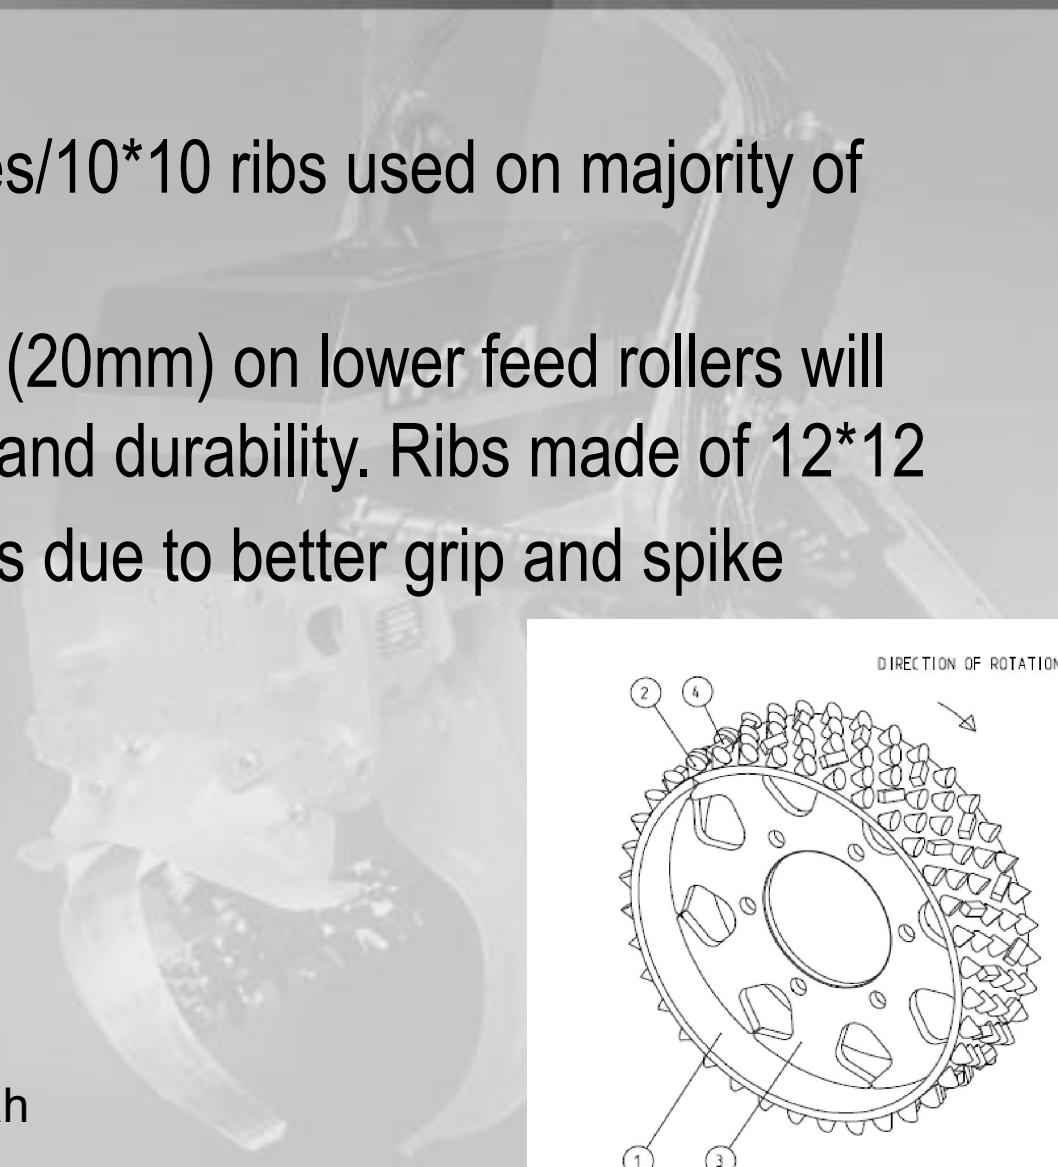 es/10*10 ribs used on majority of
(20mm) on lower feed rollers will
and durability. Ribs made of 12*12
s due to better grip and spike
DIRECTION OF ROTATION
2 4
1 3
h